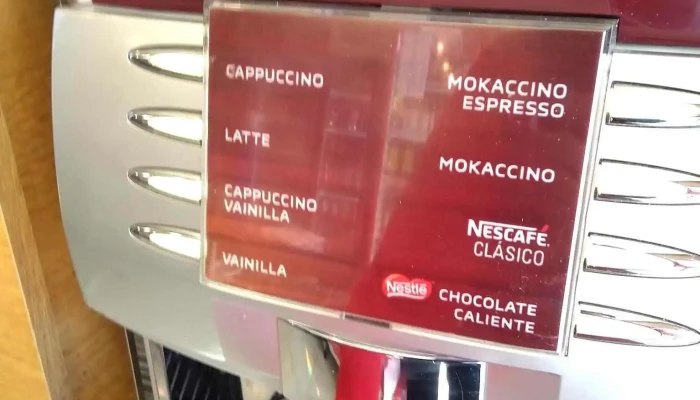 CAPPUCCINO
LATTE
CAPPUCCINO
VAINILLA
VAINILLA
MOKACCINO
ESPRESSO
MOKACCINO
NESCAFÉ
CLÁSICO
Nestlé
CHOCOLATE
CALIENTE